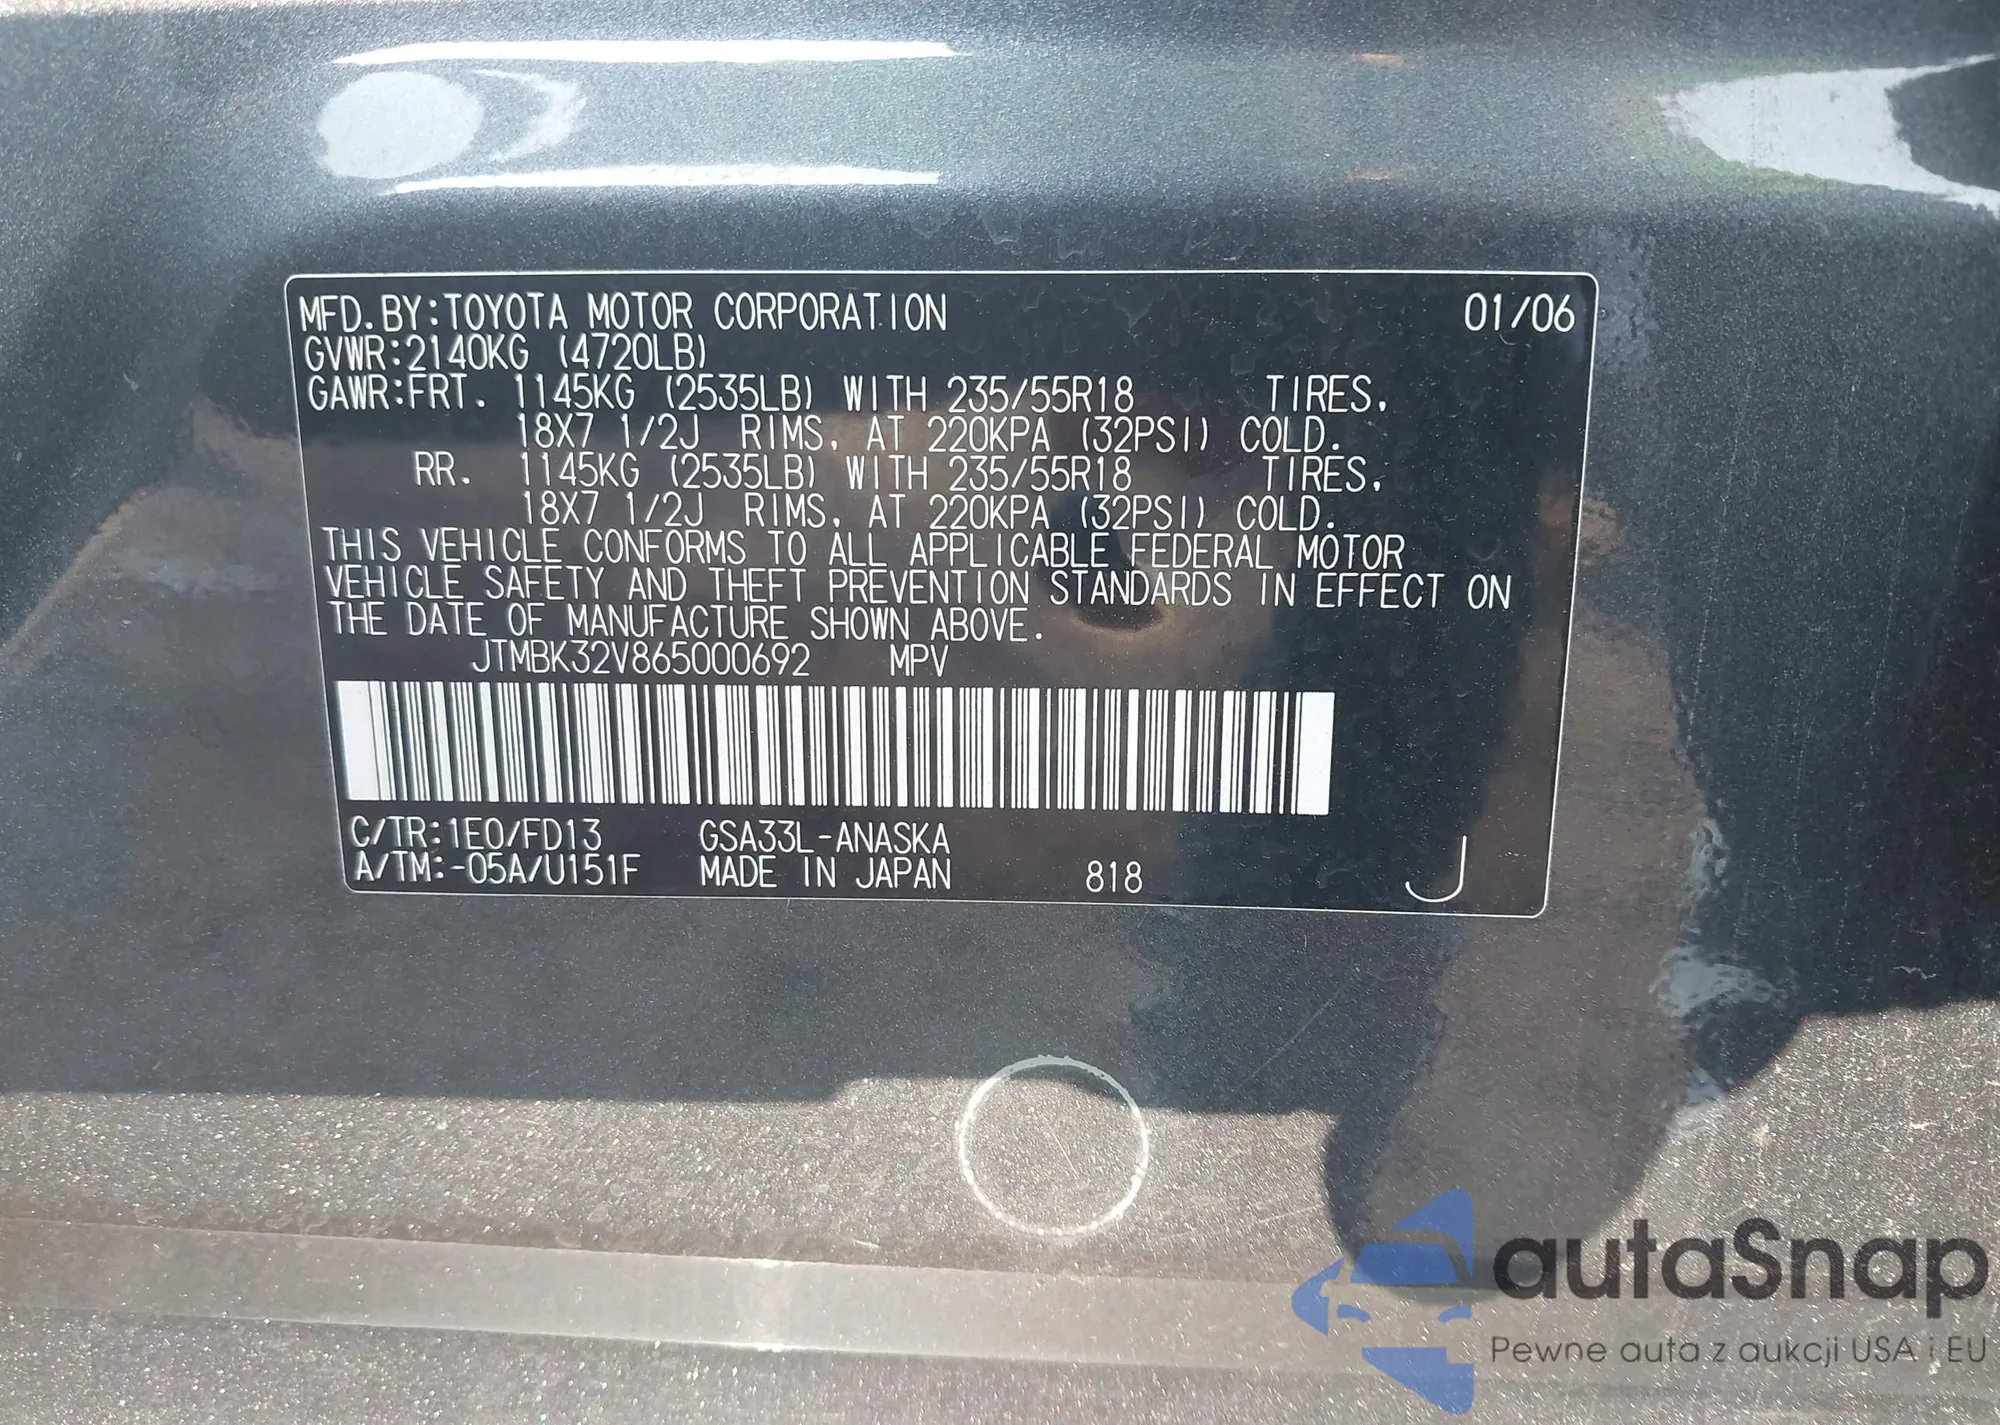 MFD.BY:TOYOTA MOTOR CORPORATION 01/06
GVWR:2140KG (4720LB)
GAWR:FRT. 1145KG (2535LB) WITH 235/55R18 TIRES,
18X7 1/2J RIMS, AT 220KPA (32PSI) COLD.
RR. 1145KG (2535LB) WITH 235/55R18 TIRES,
18X7 1/2J RIMS, AT 220KPA (32PSI) COLD.
THIS VEHICLE CONFORMS TO ALL APPLICABLE FEDERAL MOTOR
VEHICLE SAFETY AND THEFT PREVENTION STANDARDS IN EFFECT ON
THE DATE OF MANUFACTURE SHOWN ABOVE.
JTMBK32V865000692 MPV
C/TR:1E0/FD13 GSA33L-ANASKA
A/TM:-05A/U151F MADE IN JAPAN 818 J
autaSnap
Pewne auta z aukcji USA i EU